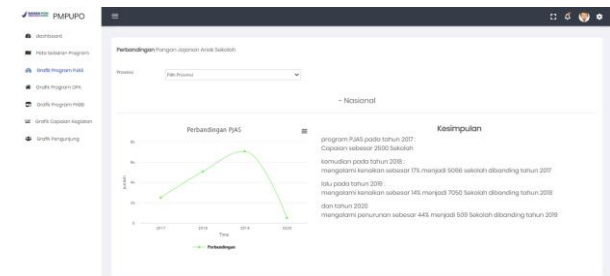 BADAN POM PMPUPO
dashboard
Peta Sebaran Program
Grafik Program PJAS
Grafik Program DPA
Grafik Program PRBB
Grafik Capaian Kegiatan
Grafik Pengunjung
Perbandingan Pangan Jajanan Anak Sekolah
Provinsi
Pilih Provinsi
- Nasional
Perbandingan PJAS
Jumlah
2017 2018 2019 2020
Time
Perbandingan
Kesimpulan
program PJAS pada tahun 2017 :
Capaian sebesar 2500 Sekolah
kemudian pada tahun 2018 :
mengalami kenaikan sebesar 17% menjadi 5066 sekolah dibanding tahun 2017
lalu pada tahun 2019 :
mengalami kenaikan sebesar 14% menjadi 7050 Sekolah dibanding tahun 2018
dan tahun 2020
mengalami penurunan sebesar 44% menjadi 509 Sekolah dibanding tahun 2019